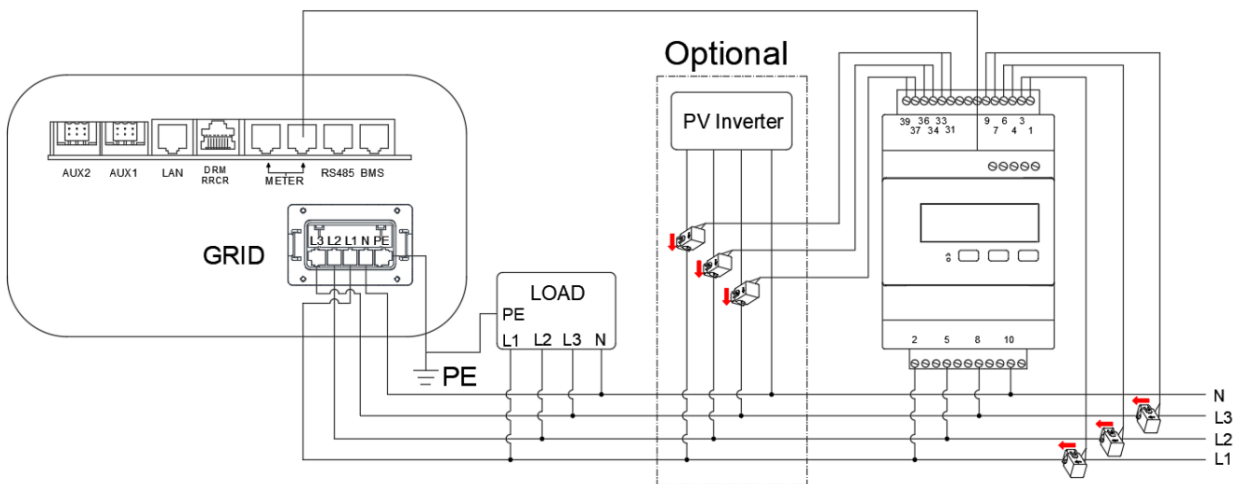 Optional
PV Inverter
39 36 33 9 6 3
37 34 31 7 4 1
AUX2 AUX1 LAN DRM RS485 BMS
RRCR METER
GRID
L3 L2 L1 N PE
LOAD
PE
L1 L2 L3 N
PE
2 5 8 10
N
L3
L2
L1